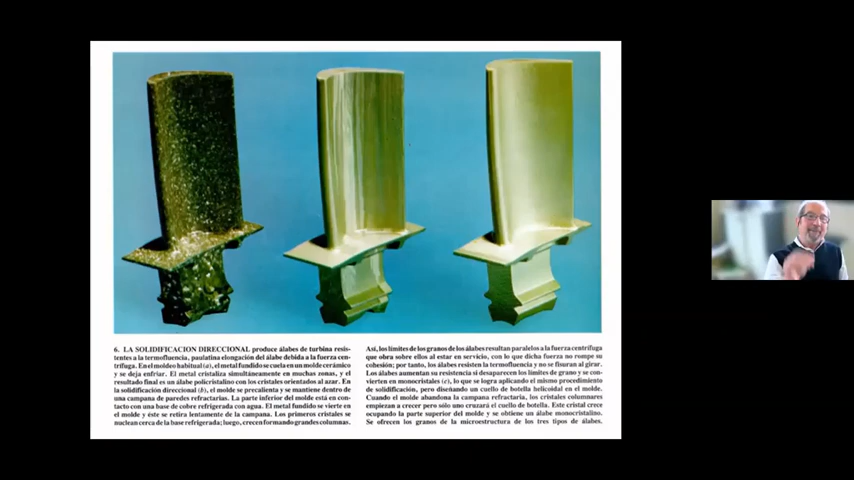 6. LA SOLIDIFICACION DIRECCIONAL produce álabes de turbina resis-
tentes a la termofluencia, paulatina elongación del álabe debida a la fuerza cen-
trífuga. En el moldeo habitual (a), el metal fundido se cuela en un molde cerámico
y se deja enfriar. El metal cristaliza simultáneamente en muchas zonas, y el
resultado final es un álabe policristalino con los cristales orientados al azar. En
la solidificación direccional (b), el molde se precalienta y se mantiene dentro de
una campana de paredes refractarias. La parte inferior del molde está en con-
tacto con una base de cobre refrigerada con agua. El metal fundido se vierte en
el molde y éste se retira lentamente de la campana. Los primeros cristales se
nuclean cerca de la base refrigerada; luego, crecen formando grandes columnas.
Así, los límites de los granos de los álabes resultan paralelos a la fuerza centrífuga
que obra sobre ellos al estar en servicio, con lo que dicha fuerza no rompe su
cohesión; por tanto, los álabes resisten la termofluencia y no se fisuran al girar.
Los álabes aumentan su resistencia si desaparecen los límites de grano y se con-
vierten en monocristales (c), lo que se logra aplicando el mismo procedimiento
de solidificación, pero diseñando un cuello de botella helicoidal en el molde.
Cuando el molde abandona la campana refractaria, los cristales columnares
empiezan a crecer pero sólo uno cruzará el cuello de botella. Este cristal crece
ocupando la parte superior del molde y se obtiene un álabe monocristalino.
Se ofrecen los granos de la microestructura de los tres tipos de álabes.